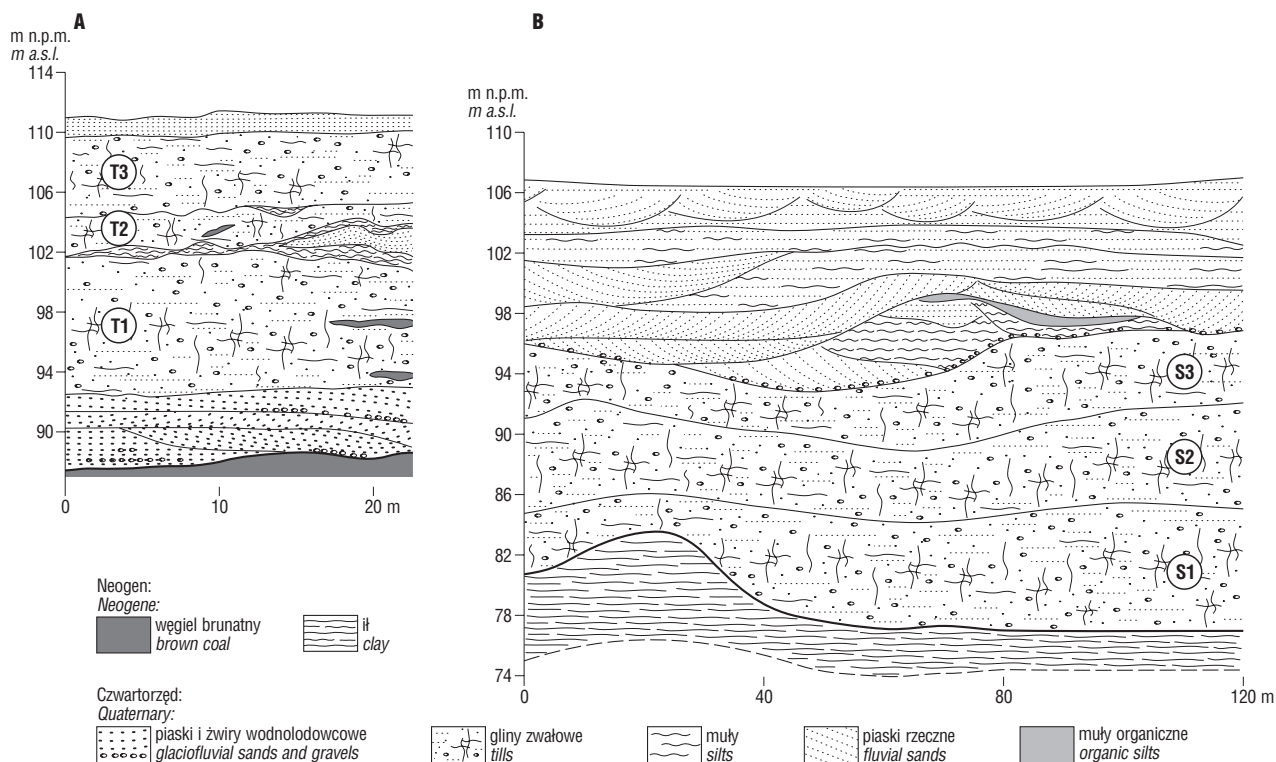 A
m n.p.m.
m a.s.l.
114
110
106
102
98
94
90
T3
T2
T1
0 10 20 m
B
m n.p.m.
m a.s.l.
110
106
102
98
94
90
86
82
78
74
S3
S2
S1
0 40 80 120 m
Neogen:
Neogene:
węgiel brunatny
brown coal
ił
clay
Czwartorzęd:
Quaternary:
piaski i żwiry wodnolodowcowe
glaciofluvial sands and gravels
gliny zwałowe
tills
muły
silts
piaski rzeczne
fluvial sands
muły organiczne
organic silts